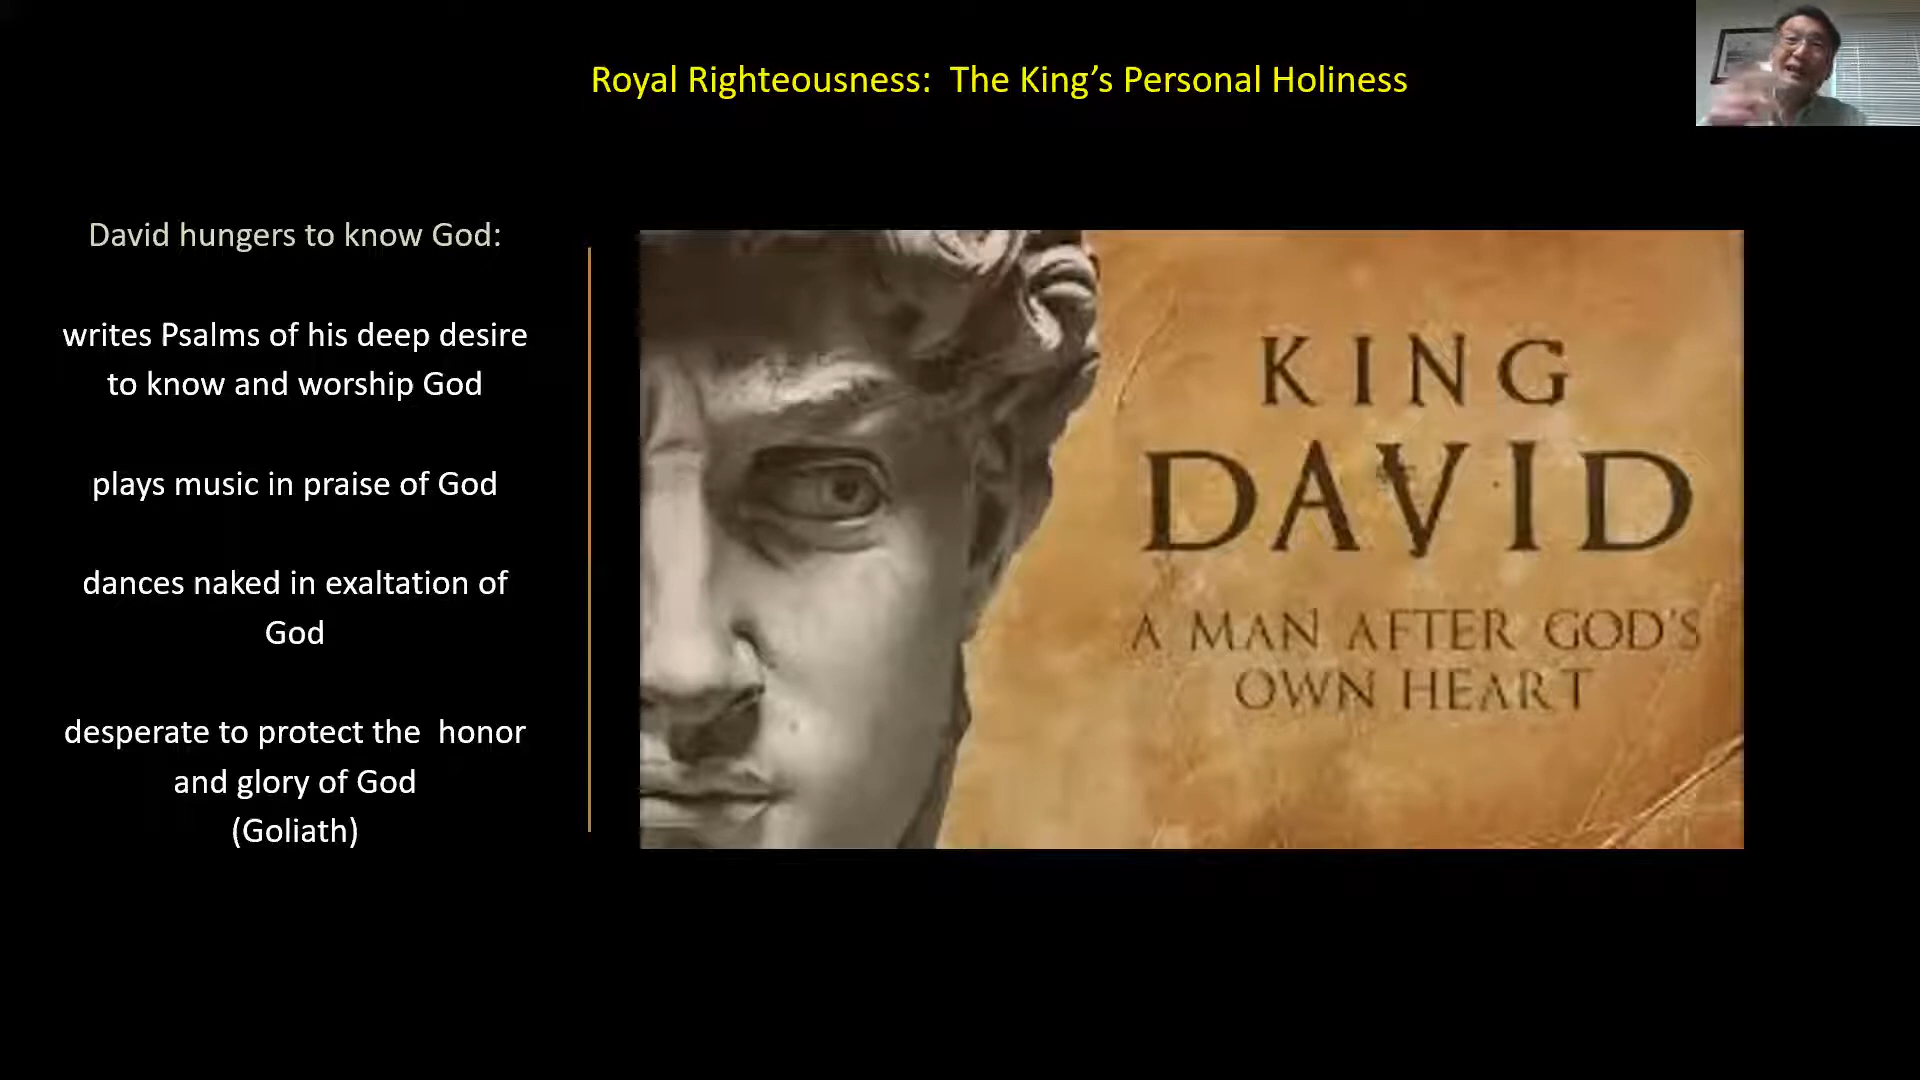 Royal Righteousness:  The King’s Personal Holiness
David hungers to know God:
writes Psalms of his deep desire
to know and worship God
plays music in praise of God
dances naked in exaltation of
God
desperate to protect the  honor
and glory of God
(Goliath)
KING
DAVID
A MAN AFTER GOD'S
OWN HEART